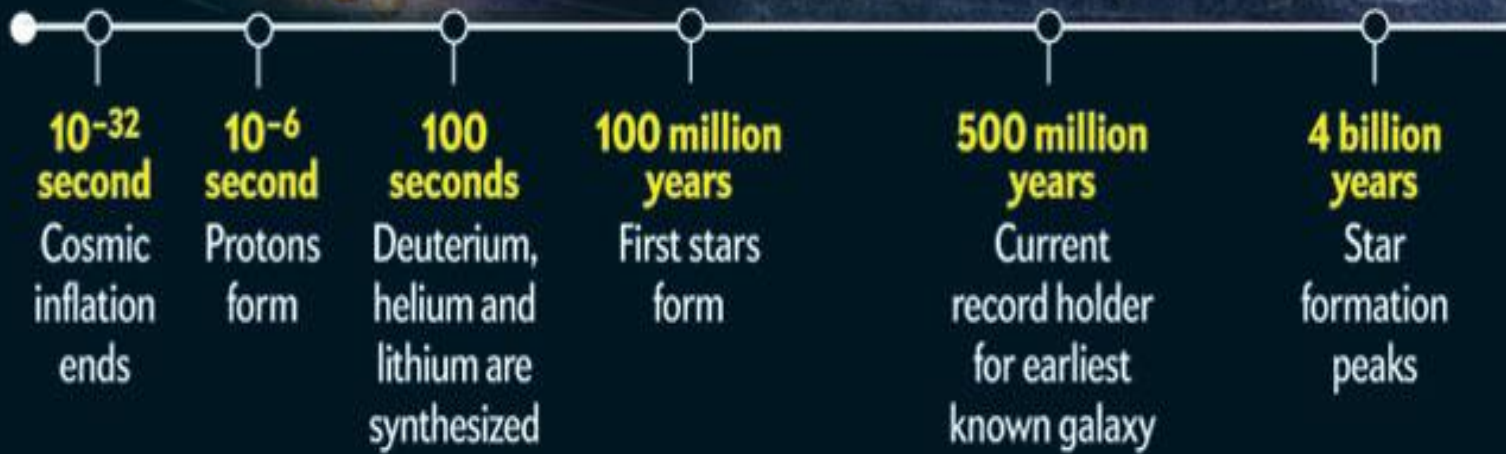 10⁻³²
second
Cosmic
inflation
ends
10⁻⁶
second
Protons
form
100
seconds
Deuterium,
helium and
lithium are
synthesized
100 million
years
First stars
form
500 million
years
Current
record holder
for earliest
known galaxy
4 billion
years
Star
formation
peaks